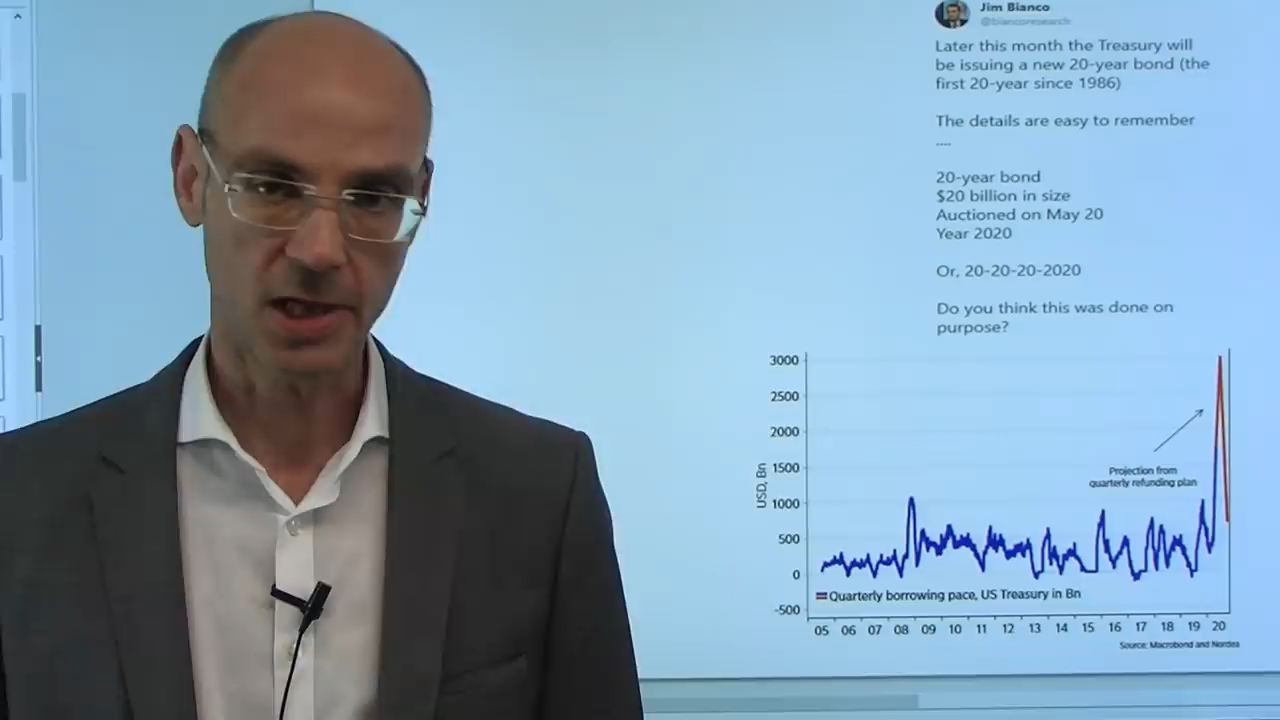 Jim Bianco
@biancoresearch
Later this month the Treasury will
be issuing a new 20-year bond (the
first 20-year since 1986)
The details are easy to remember
....
20-year bond
$20 billion in size
Auctioned on May 20
Year 2020
Or, 20-20-20-2020
Do you think this was done on
purpose?
3000
2500
2000
1500
1000
500
0
-500
USD, Bn
Projection from
quarterly refunding plan
Quarterly borrowing pace, US Treasury in Bn
05 06 07 08 09 10 11 12 13 14 15 16 17 18 19 20
Source: Macrobond and Nordea